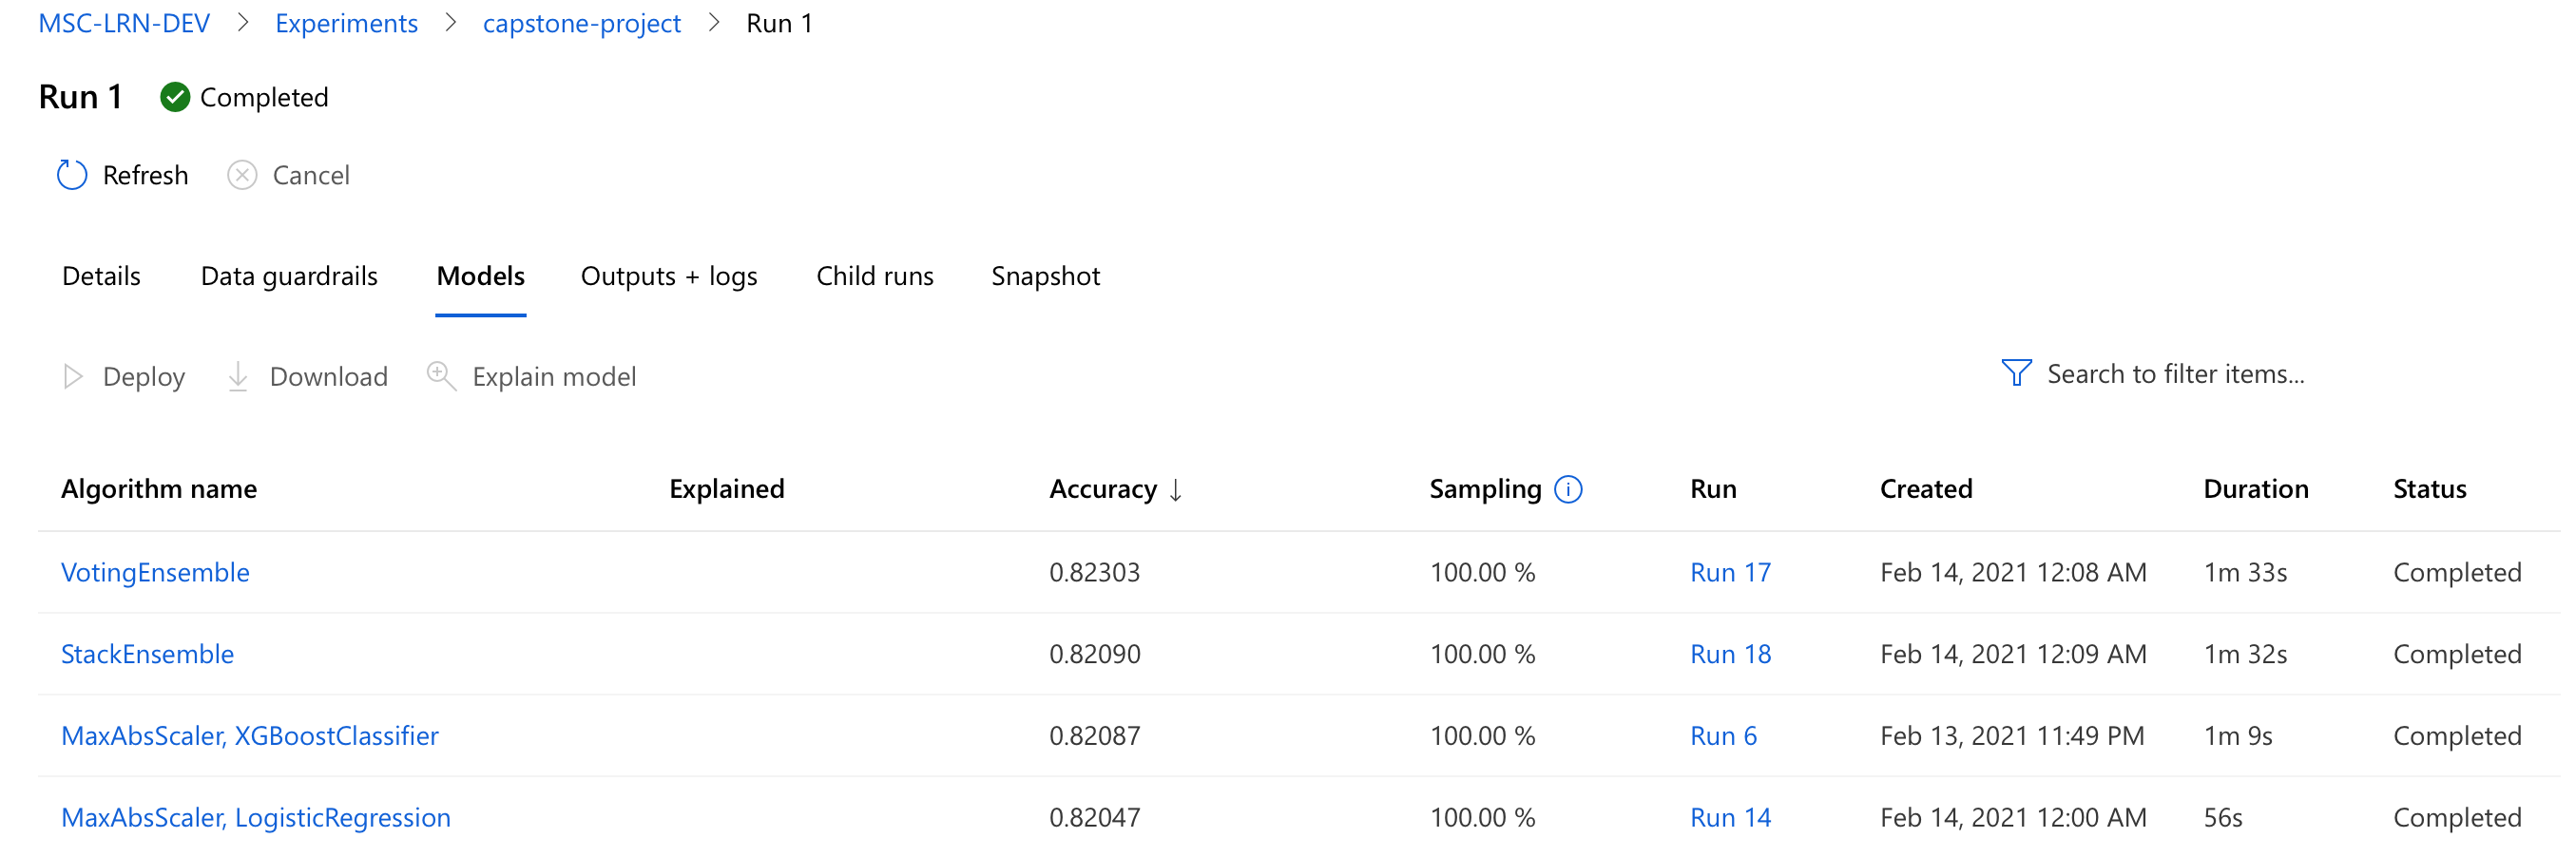 MSC-LRN-DEV > Experiments > capstone-project > Run 1
Run 1 Completed
Refresh Cancel
Details Data guardrails Models Outputs + logs Child runs Snapshot
Deploy Download Explain model Search to filter items...
Algorithm name Explained Accuracy ↓ Sampling Run Created Duration Status
VotingEnsemble 0.82303 100.00 % Run 17 Feb 14, 2021 12:08 AM 1m 33s Completed
StackEnsemble 0.82090 100.00 % Run 18 Feb 14, 2021 12:09 AM 1m 32s Completed
MaxAbsScaler, XGBoostClassifier 0.82087 100.00 % Run 6 Feb 13, 2021 11:49 PM 1m 9s Completed
MaxAbsScaler, LogisticRegression 0.82047 100.00 % Run 14 Feb 14, 2021 12:00 AM 56s Completed